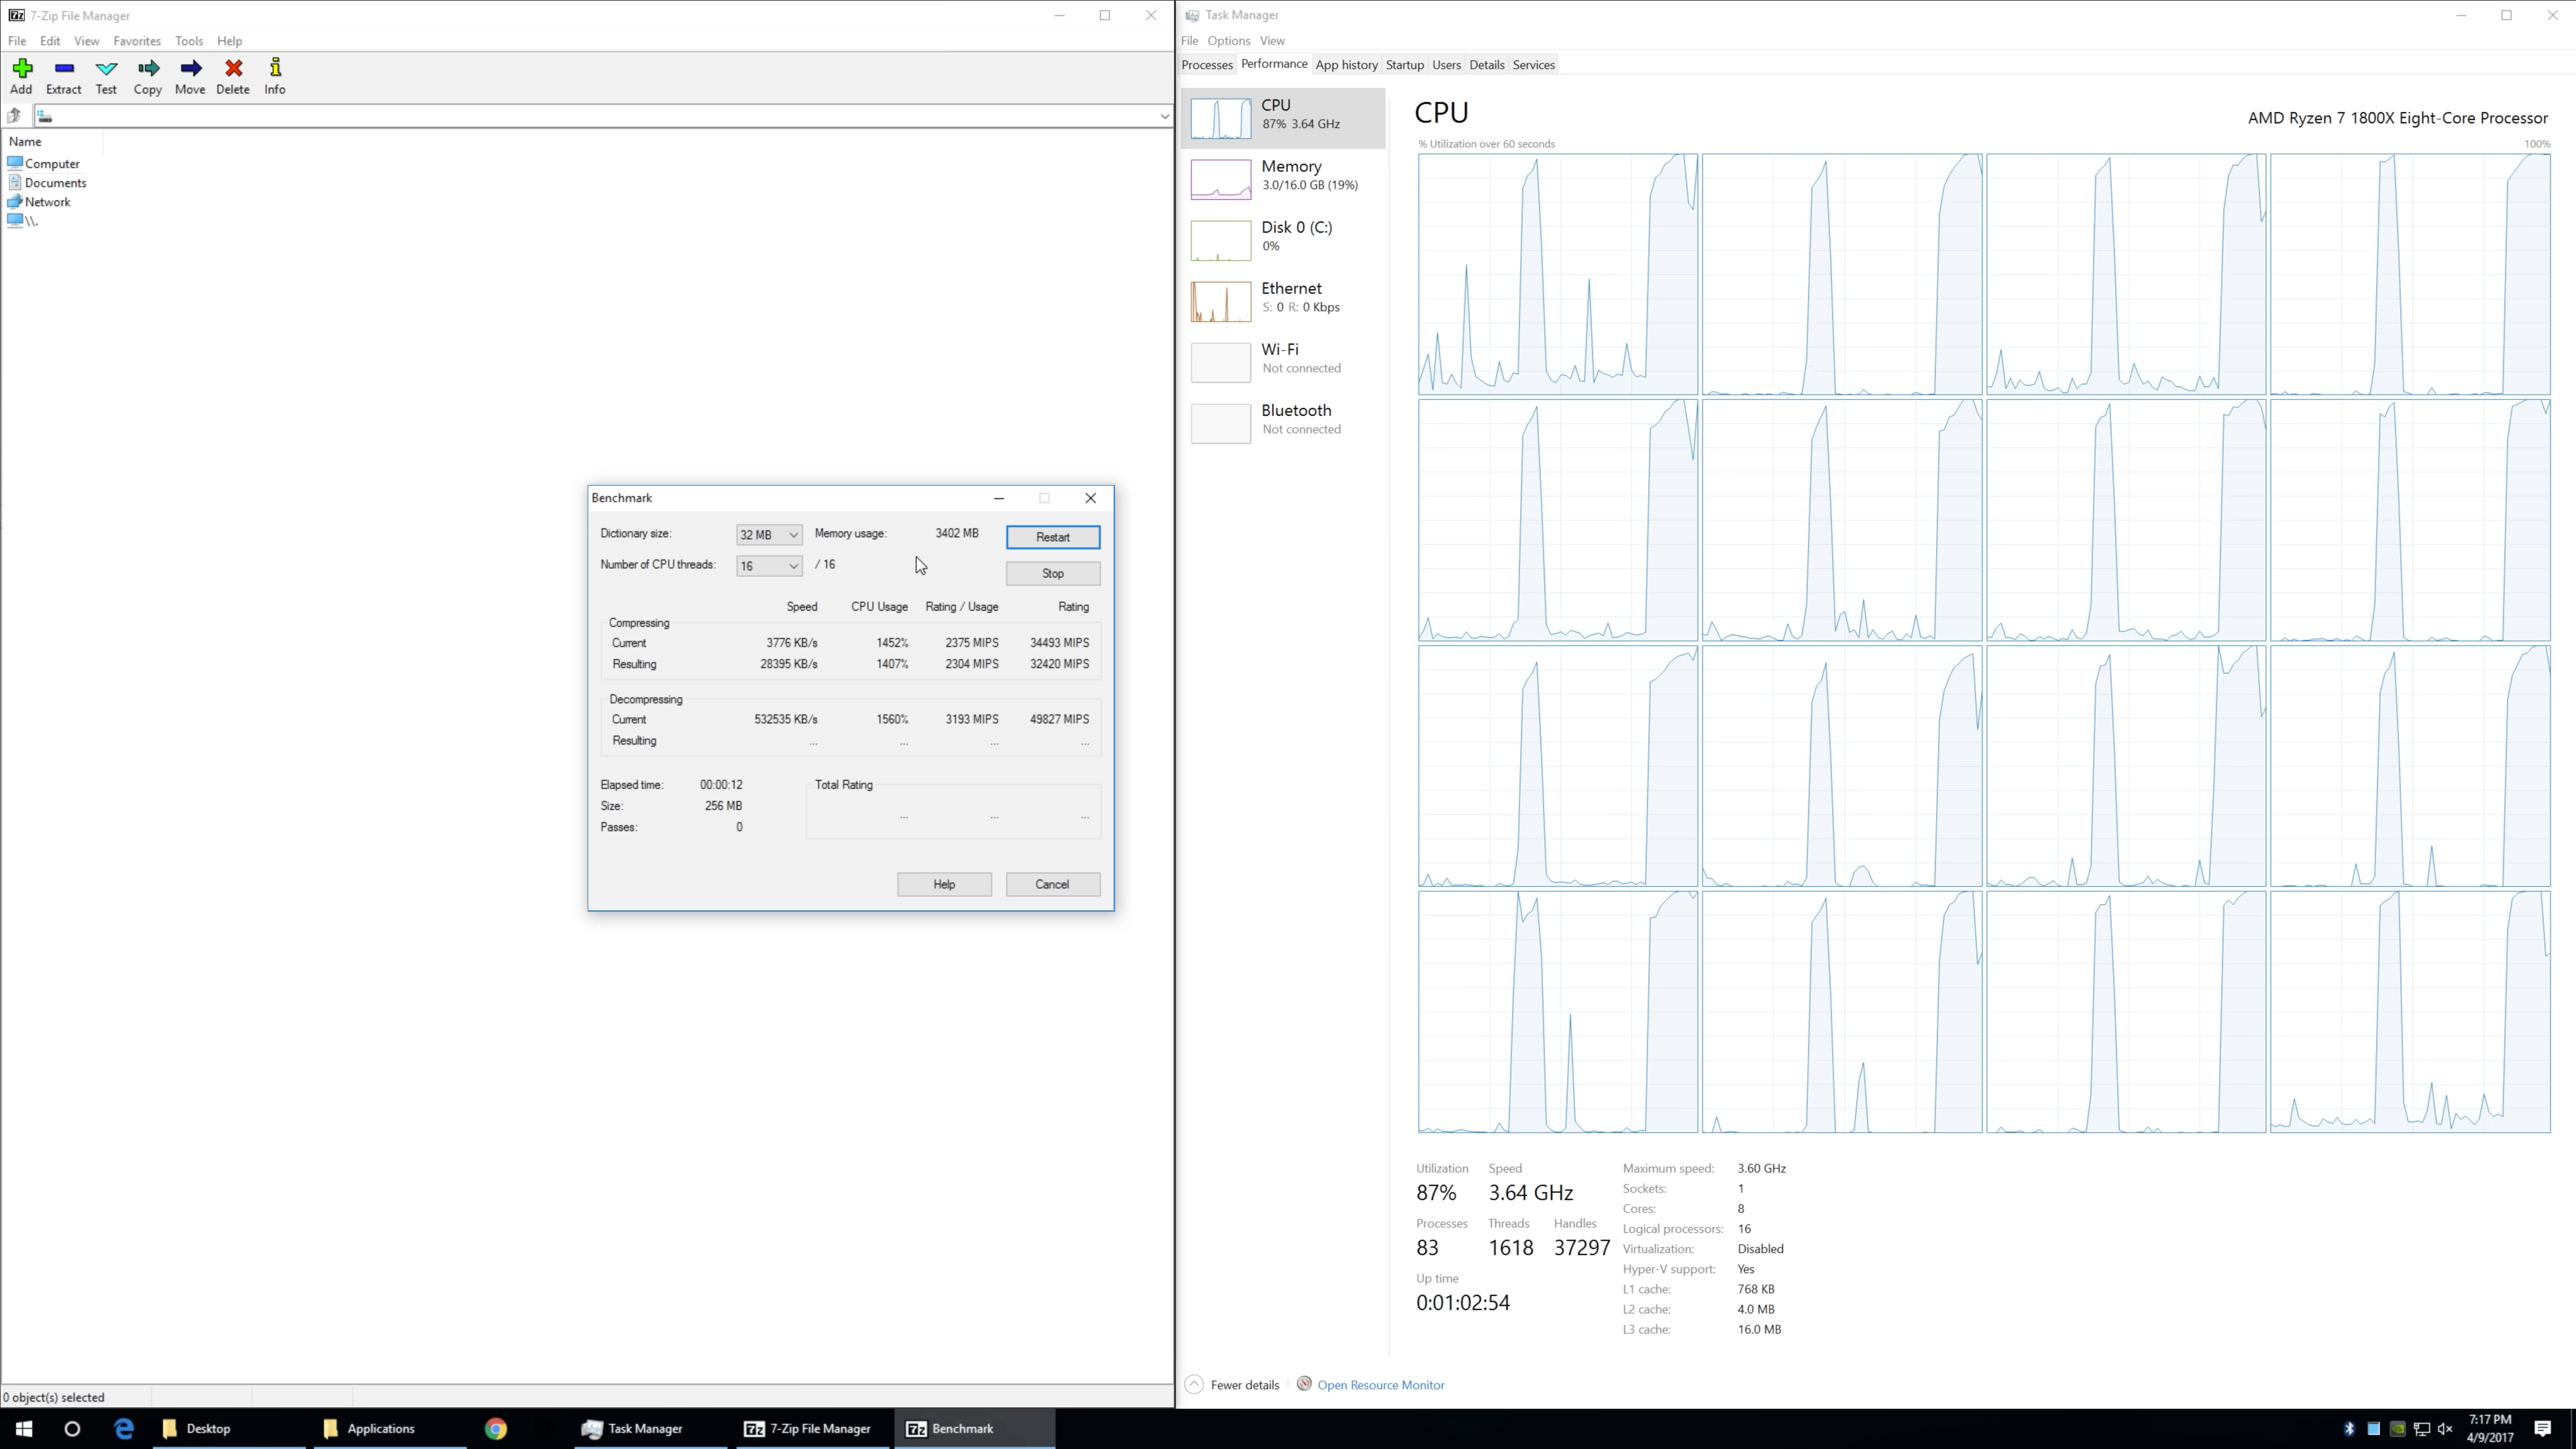 7-Zip File Manager
File Edit View Favorites Tools Help
Add Extract Test Copy Move Delete Info
Name
Computer
Documents
Network
\\.
Benchmark
Dictionary size: 32 MB Memory usage: 3402 MB Restart
Number of CPU threads: 16 / 16 Stop
Speed CPU Usage Rating / Usage Rating
Compressing
Current 3776 KB/s 1452% 2375 MIPS 34493 MIPS
Resulting 28395 KB/s 1407% 2304 MIPS 32420 MIPS
Decompressing
Current 532535 KB/s 1560% 3193 MIPS 49827 MIPS
Resulting ... ... ... ...
Elapsed time: 00:00:12 Total Rating
Size: 256 MB
... ... ...
Passes: 0
Help Cancel
0 object(s) selected
Task Manager
File Options View
Processes Performance App history Startup Users Details Services
CPU
87% 3.64 GHz
Memory
3.0/16.0 GB (19%)
Disk 0 (C:)
0%
Ethernet
S: 0 R: 0 Kbps
Wi-Fi
Not connected
Bluetooth
Not connected
CPU AMD Ryzen 7 1800X Eight-Core Processor
% Utilization over 60 seconds 100%
Utilization Speed
87% 3.64 GHz
Processes Threads Handles
83 1618 37297
Up time
0:01:02:54
Maximum speed: 3.60 GHz
Sockets: 1
Cores: 8
Logical processors: 16
Virtualization: Disabled
Hyper-V support: Yes
L1 cache: 768 KB
L2 cache: 4.0 MB
L3 cache: 16.0 MB
Fewer details Open Resource Monitor
Desktop Applications Task Manager 7z 7-Zip File Manager 7z Benchmark 7:17 PM
4/9/2017